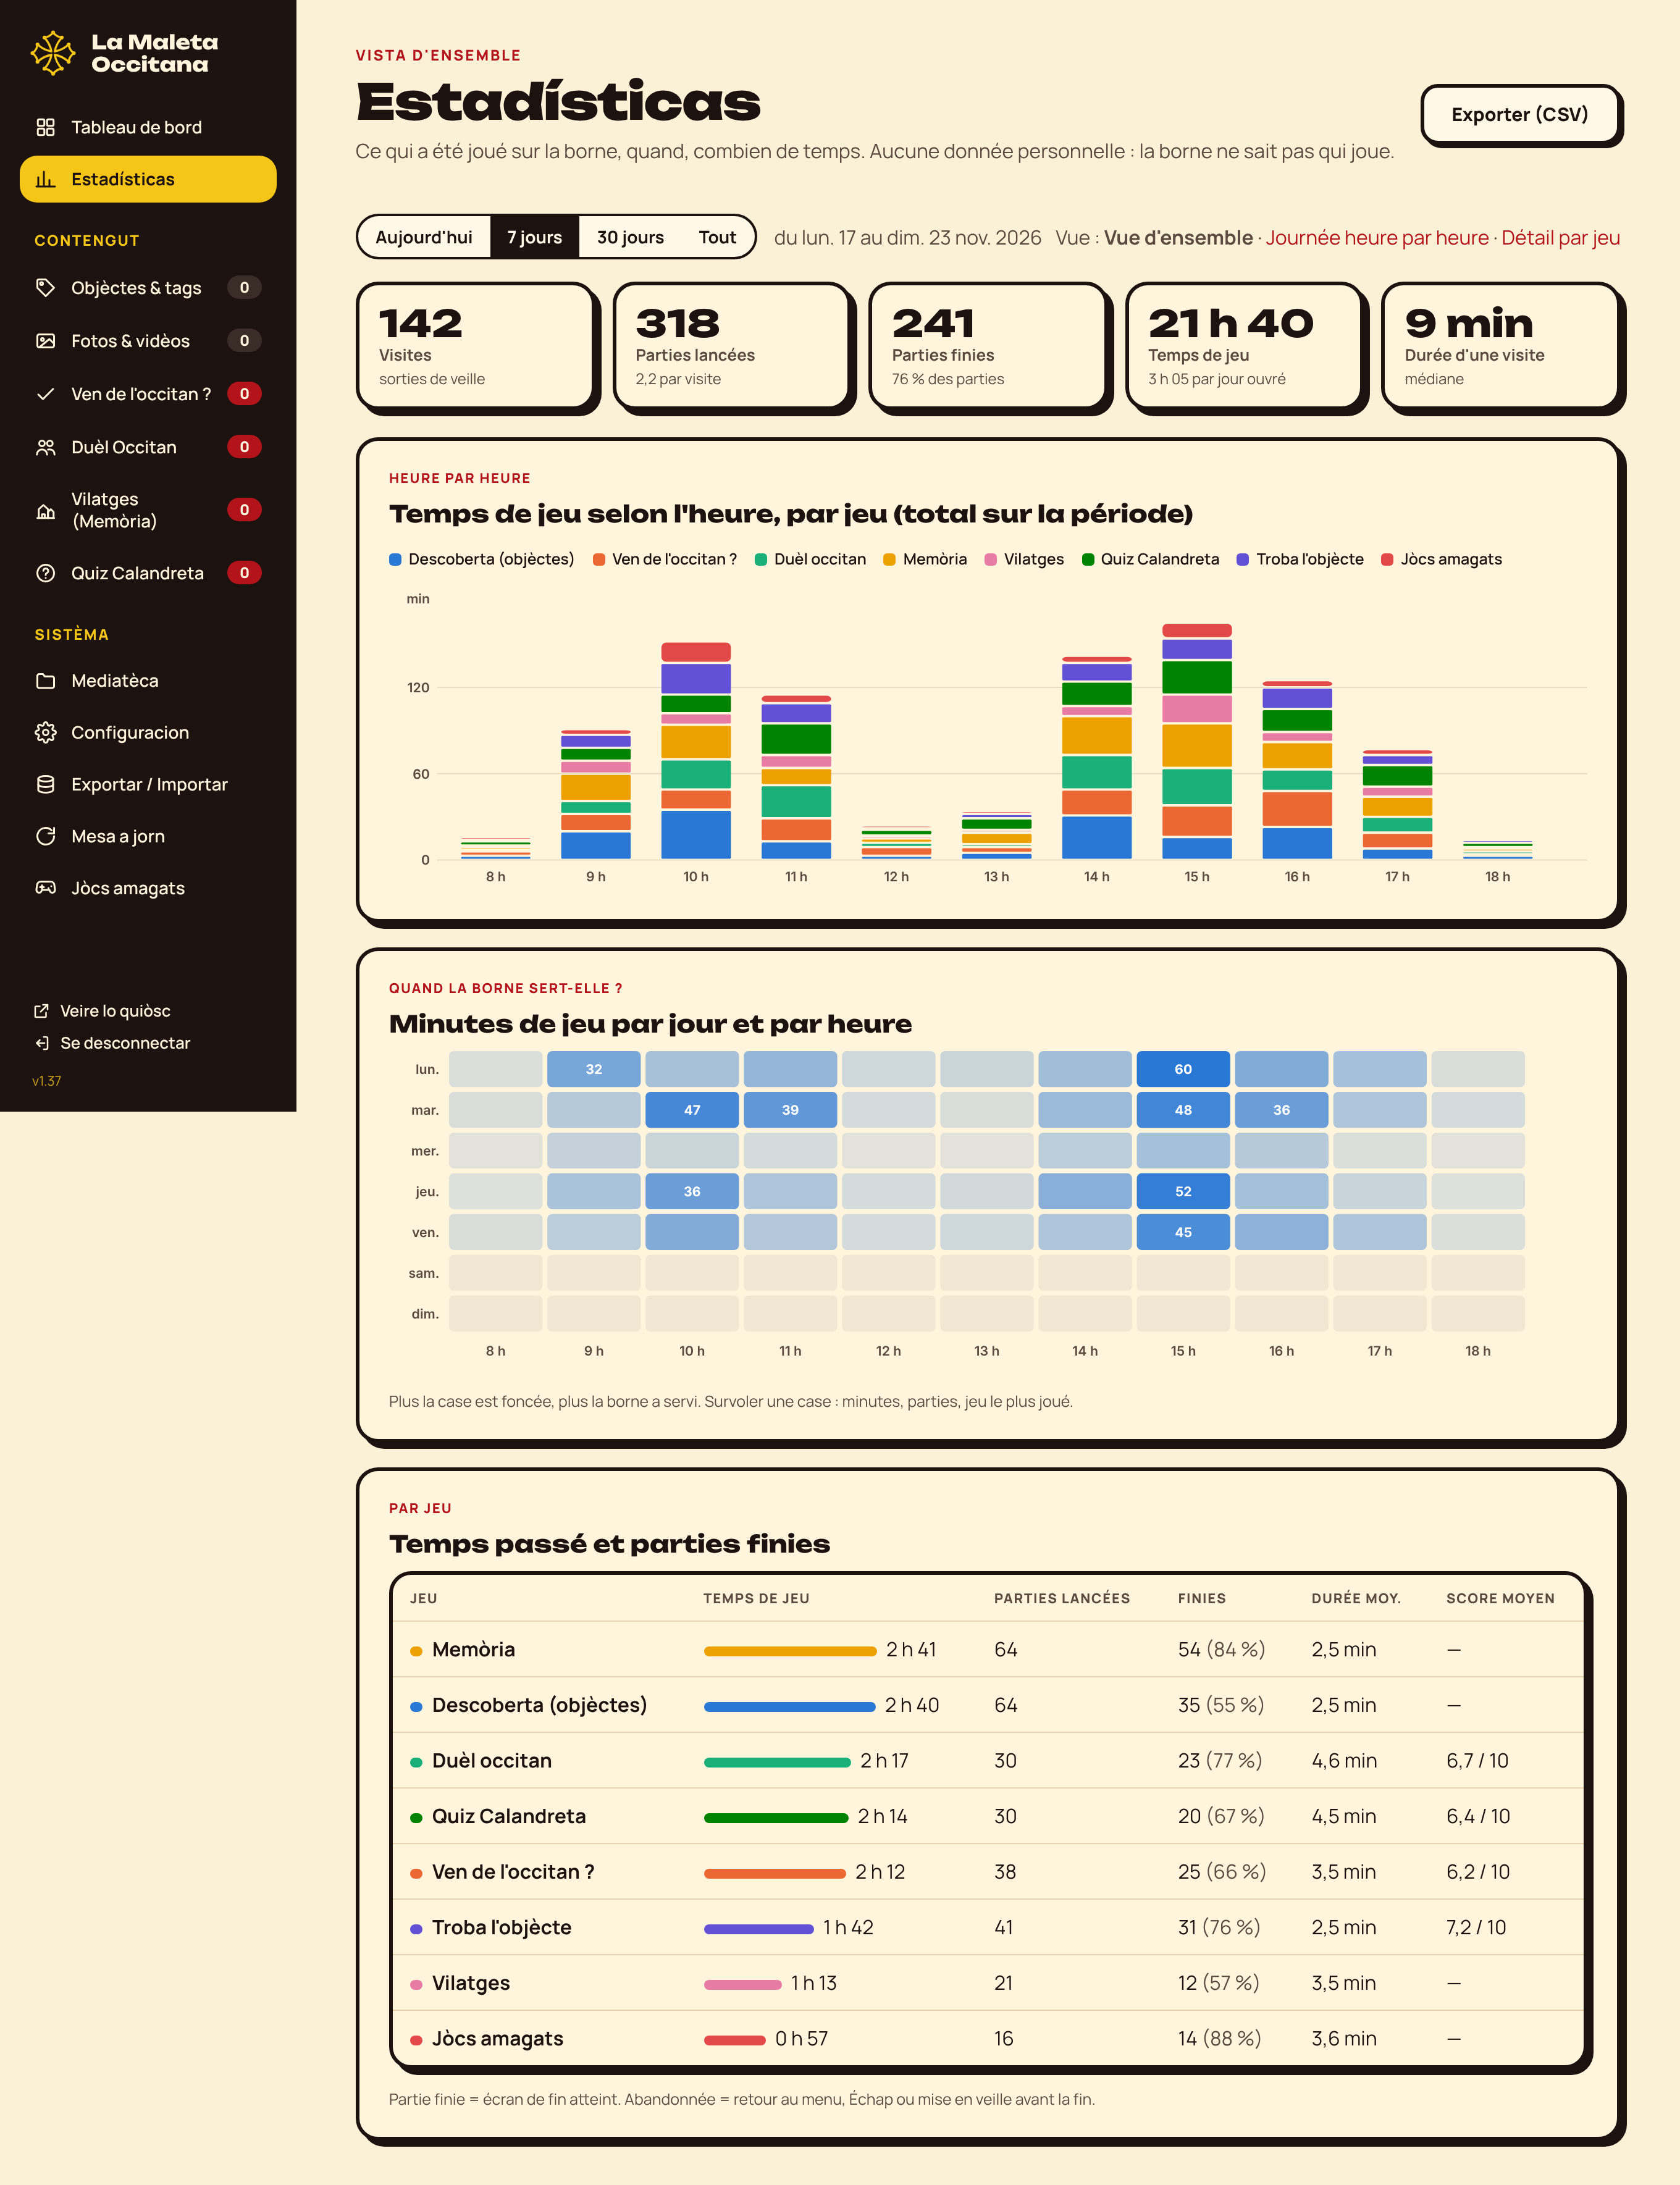 La Maleta
Occitana
Tableau de bord
Estadísticas
CONTENGUT
Objèctes & tags 0
Fotos & vidèos 0
Ven de l'occitan ? 0
Duèl Occitan 0
Vilatges
(Memòria) 0
Quiz Calandreta 0
SISTÈMA
Mediatèca
Configuracion
Exportar / Importar
Mesa a jorn
Jòcs amagats
Veire lo quiòsc
Se desconnectar
v1.37
VISTA D'ENSEMBLE
Estadísticas
Ce qui a été joué sur la borne, quand, combien de temps. Aucune donnée personnelle : la borne ne sait pas qui joue.
Exporter (CSV)
Aujourd'hui 7 jours 30 jours Tout du lun. 17 au dim. 23 nov. 2026 Vue : Vue d'ensemble · Journée heure par heure · Détail par jeu
142 318 241 21 h 40 9 min
Visites Parties lancées Parties finies Temps de jeu Durée d'une visite
sorties de veille 2,2 par visite 76 % des parties 3 h 05 par jour ouvré médiane
HEURE PAR HEURE
Temps de jeu selon l'heure, par jeu (total sur la période)
Descoberta (objèctes) Ven de l'occitan ? Duèl occitan Memòria Vilatges Quiz Calandreta Troba l'objècte Jòcs amagats
min
120
60
0
8 h 9 h 10 h 11 h 12 h 13 h 14 h 15 h 16 h 17 h 18 h
QUAND LA BORNE SERT-ELLE ?
Minutes de jeu par jour et par heure
lun. 32 60
mar. 47 39 48 36
mer.
jeu. 36 52
ven. 45
sam.
dim.
8 h 9 h 10 h 11 h 12 h 13 h 14 h 15 h 16 h 17 h 18 h
Plus la case est foncée, plus la borne a servi. Survoler une case : minutes, parties, jeu le plus joué.
PAR JEU
Temps passé et parties finies
JEU TEMPS DE JEU PARTIES LANCÉES FINIES DURÉE MOY. SCORE MOYEN
Memòria 2 h 41 64 54 (84 %) 2,5 min —
Descoberta (objèctes) 2 h 40 64 35 (55 %) 2,5 min —
Duèl occitan 2 h 17 30 23 (77 %) 4,6 min 6,7 / 10
Quiz Calandreta 2 h 14 30 20 (67 %) 4,5 min 6,4 / 10
Ven de l'occitan ? 2 h 12 38 25 (66 %) 3,5 min 6,2 / 10
Troba l'objècte 1 h 42 41 31 (76 %) 2,5 min 7,2 / 10
Vilatges 1 h 13 21 12 (57 %) 3,5 min —
Jòcs amagats 0 h 57 16 14 (88 %) 3,6 min —
Partie finie = écran de fin atteint. Abandonnée = retour au menu, Échap ou mise en veille avant la fin.